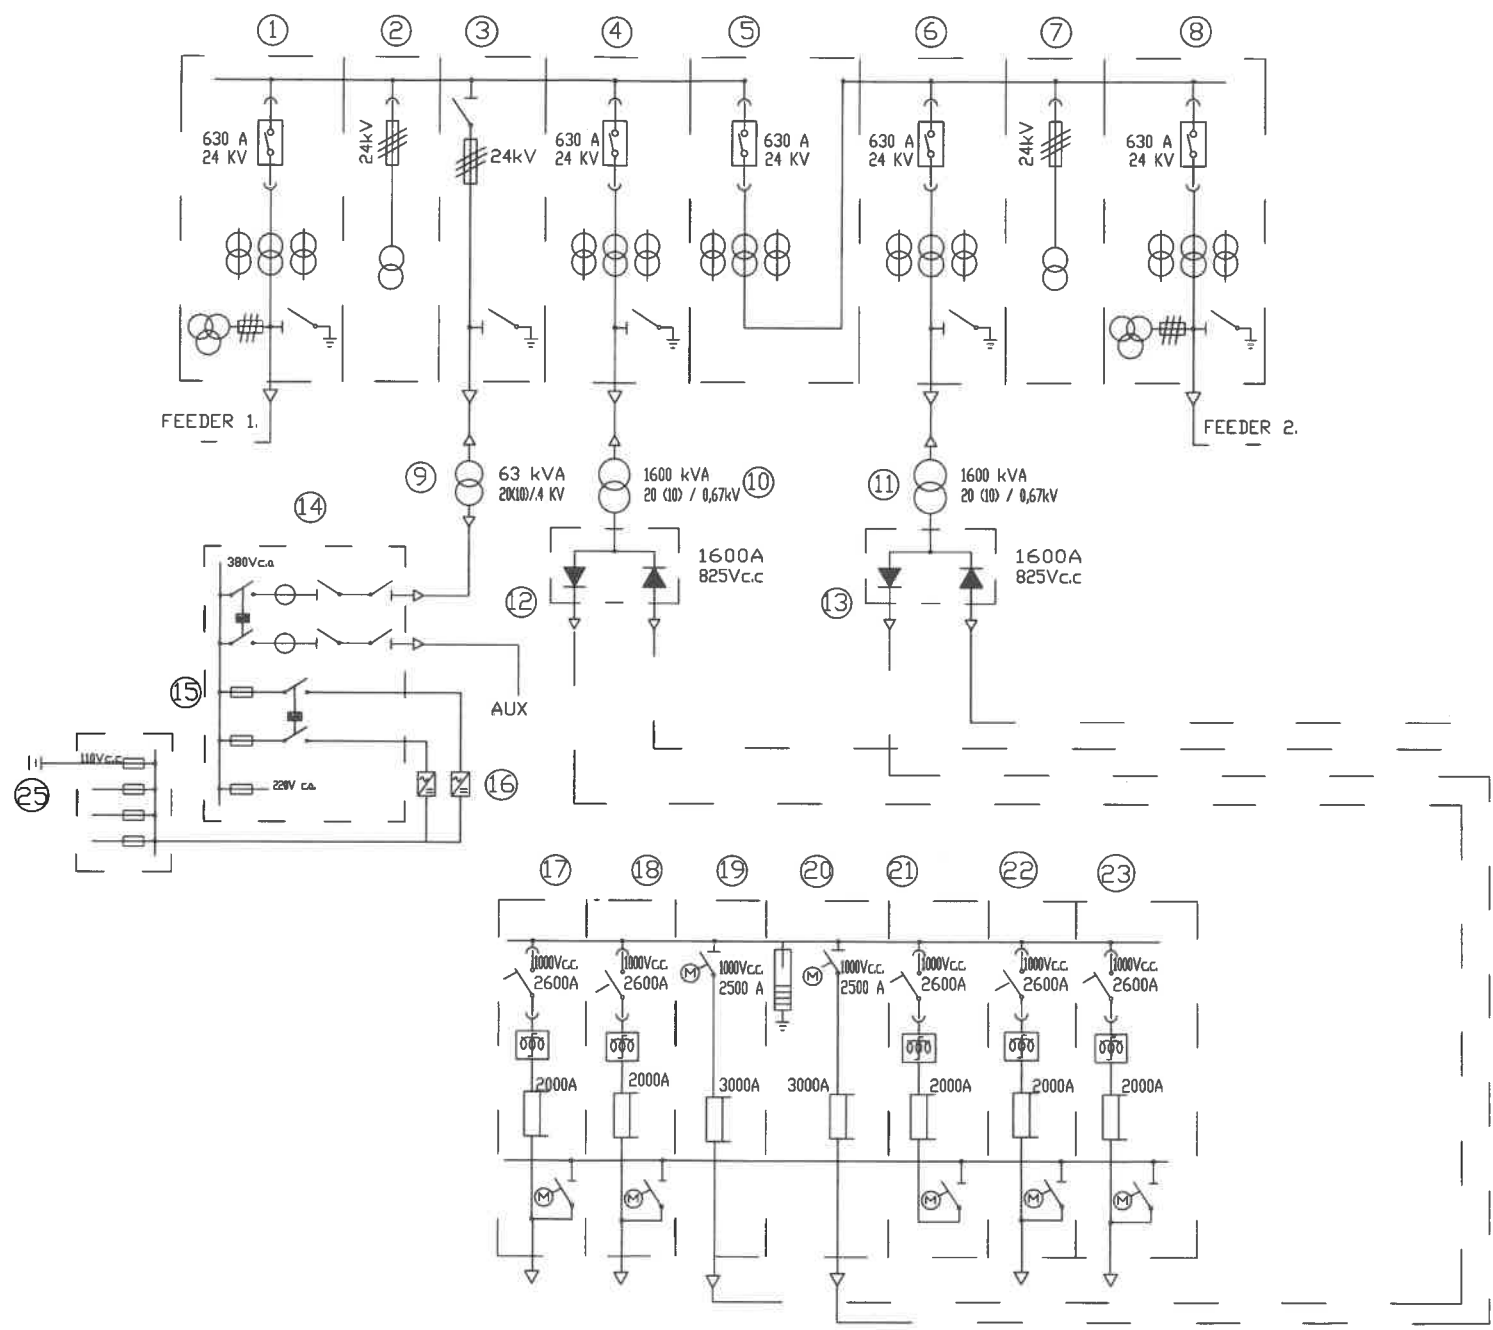 1 2 3 4 5 6 7 8
630 A
24 KV
24kV
24kV
630 A
24 KV
630 A
24 KV
630 A
24 KV
24kV
630 A
24 KV
FEEDER 1.
FEEDER 2.
9
63 kVA
20(10)/.4 KV
1600 kVA
20 (10) / 0,67kV
10
11
1600 kVA
20 (10) / 0,67kV
14
380Vc.a
12
1600A
825Vc.c
13
1600A
825Vc.c
15
AUX
110Vc.c
25
220V c.a.
16
17 18 19 20 21 22 23
1000Vc.c.
2600A
1000Vc.c.
2600A
M
1000Vc.c.
2500 A
M
1000Vc.c.
2500 A
1000Vc.c.
2600A
1000Vc.c.
2600A
1000Vc.c.
2600A
2000A
2000A
3000A
3000A
2000A
2000A
2000A
M
M
M
M
M